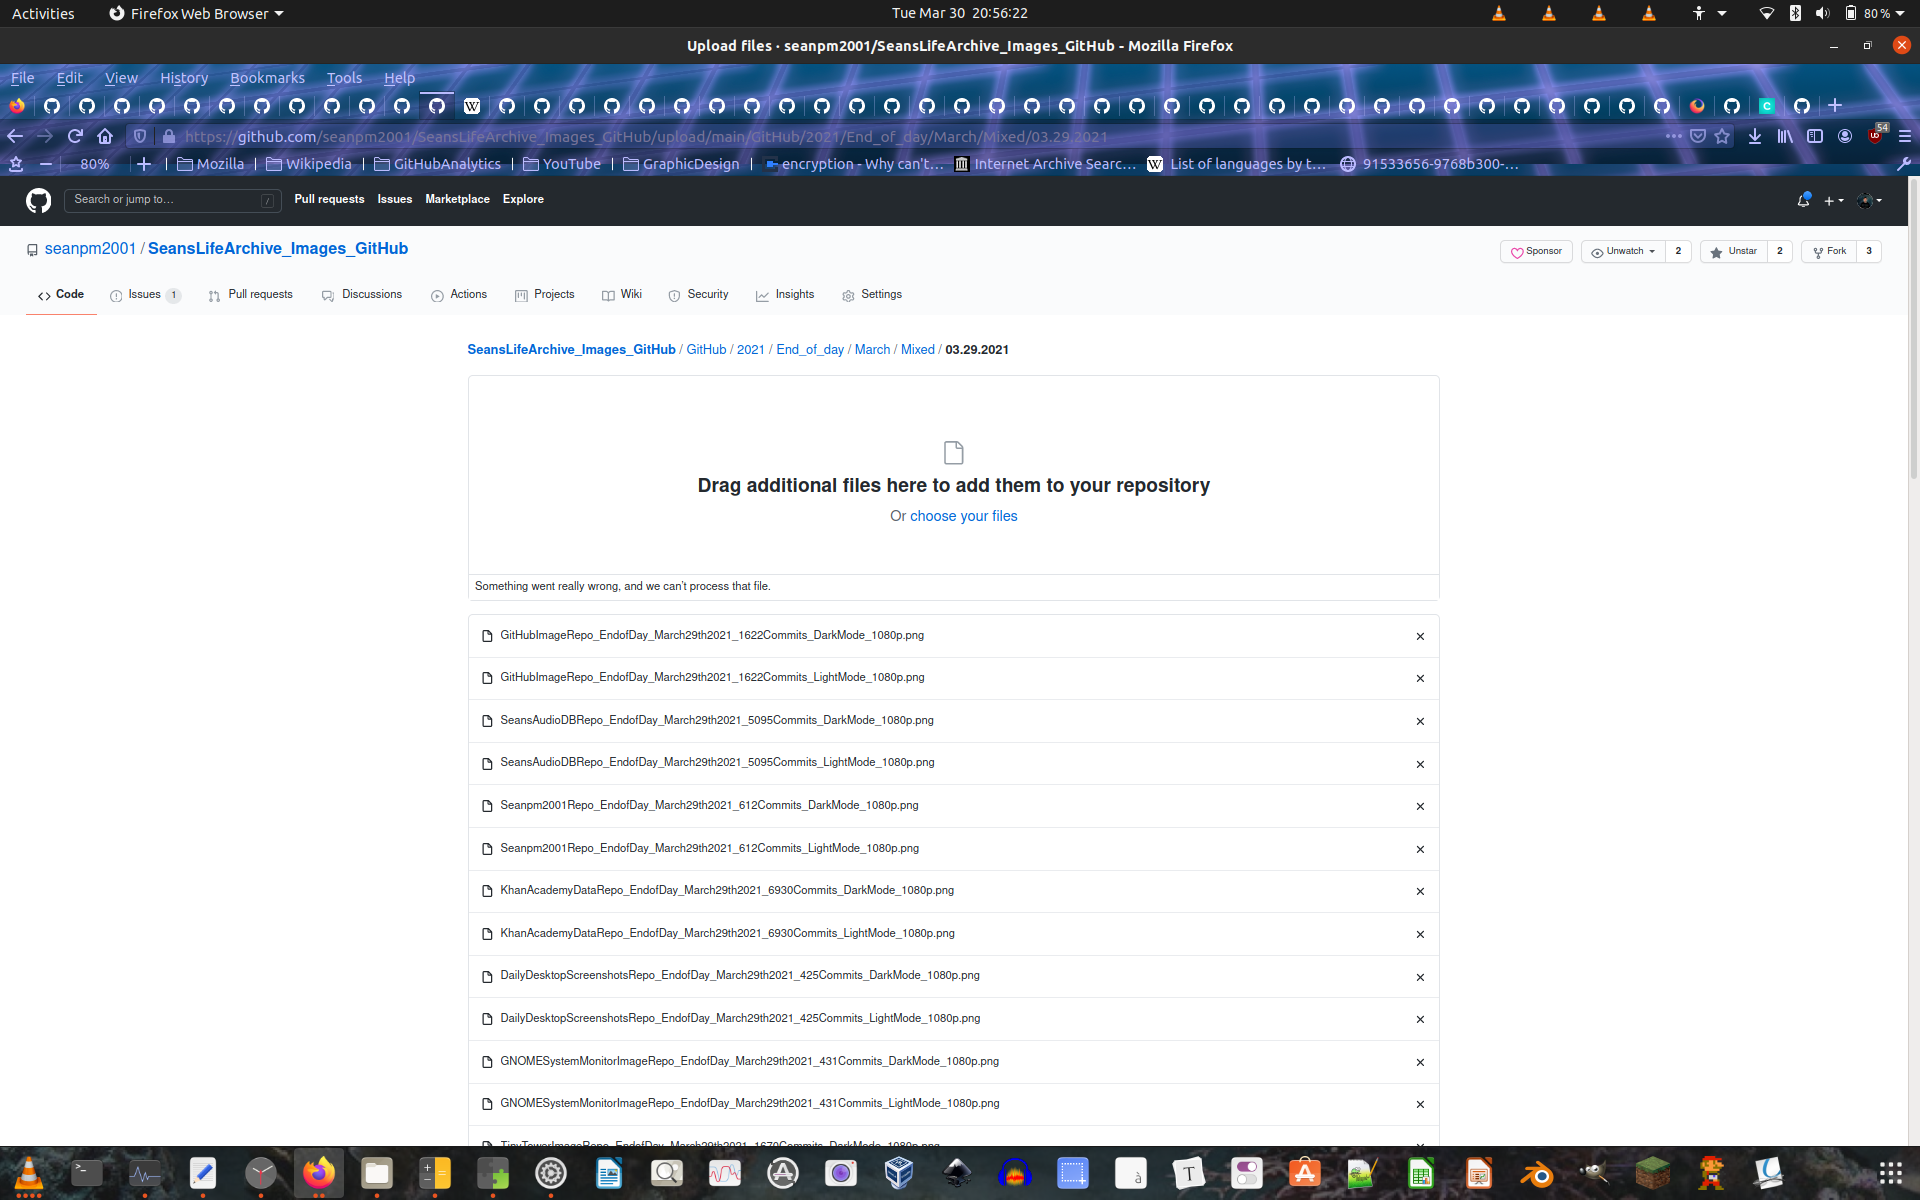 Activities Firefox Web Browser Tue Mar 30 20:56:22 80 %
Upload files · seanpm2001/SeansLifeArchive_Images_GitHub - Mozilla Firefox
File Edit View History Bookmarks Tools Help
https://github.com/seanpm2001/SeansLifeArchive_Images_GitHub/upload/main/GitHub/2021/End_of_day/March/Mixed/03.29.2021 54
80% Mozilla Wikipedia GitHubAnalytics YouTube GraphicDesign encryption - Why can't… Internet Archive Searc… List of languages by t… 91533656-9768b300-…
Search or jump to… / Pull requests Issues Marketplace Explore
seanpm2001 / SeansLifeArchive_Images_GitHub Sponsor Unwatch 2 Unstar 2 Fork 3
Code Issues 1 Pull requests Discussions Actions Projects Wiki Security Insights Settings
SeansLifeArchive_Images_GitHub / GitHub / 2021 / End_of_day / March / Mixed / 03.29.2021
Drag additional files here to add them to your repository
Or choose your files
Something went really wrong, and we can't process that file.
GitHubImageRepo_EndofDay_March29th2021_1622Commits_DarkMode_1080p.png
GitHubImageRepo_EndofDay_March29th2021_1622Commits_LightMode_1080p.png
SeansAudioDBRepo_EndofDay_March29th2021_5095Commits_DarkMode_1080p.png
SeansAudioDBRepo_EndofDay_March29th2021_5095Commits_LightMode_1080p.png
Seanpm2001Repo_EndofDay_March29th2021_612Commits_DarkMode_1080p.png
Seanpm2001Repo_EndofDay_March29th2021_612Commits_LightMode_1080p.png
KhanAcademyDataRepo_EndofDay_March29th2021_6930Commits_DarkMode_1080p.png
KhanAcademyDataRepo_EndofDay_March29th2021_6930Commits_LightMode_1080p.png
DailyDesktopScreenshotsRepo_EndofDay_March29th2021_425Commits_DarkMode_1080p.png
DailyDesktopScreenshotsRepo_EndofDay_March29th2021_425Commits_LightMode_1080p.png
GNOMESystemMonitorImageRepo_EndofDay_March29th2021_431Commits_DarkMode_1080p.png
GNOMESystemMonitorImageRepo_EndofDay_March29th2021_431Commits_LightMode_1080p.png
TinyTowerImageRepo_EndofDay_March29th2021_1670Commits_DarkMode_1080p.png